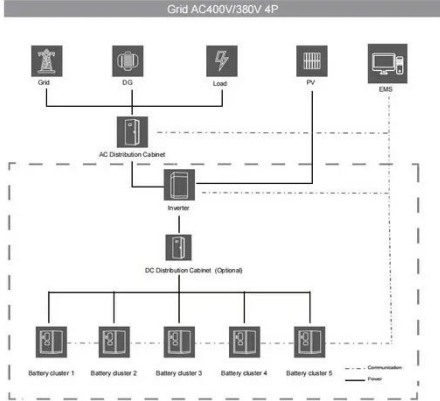 Grid AC400V/380V 4P
Grid
DG
Load
PV
EMS
AC Distribution Cabinet
Inverter
DC Distribution Cabinet (Optional)
Battery cluster 1
Battery cluster 2
Battery cluster 3
Battery cluster 4
Battery cluster 5
Communication
Power